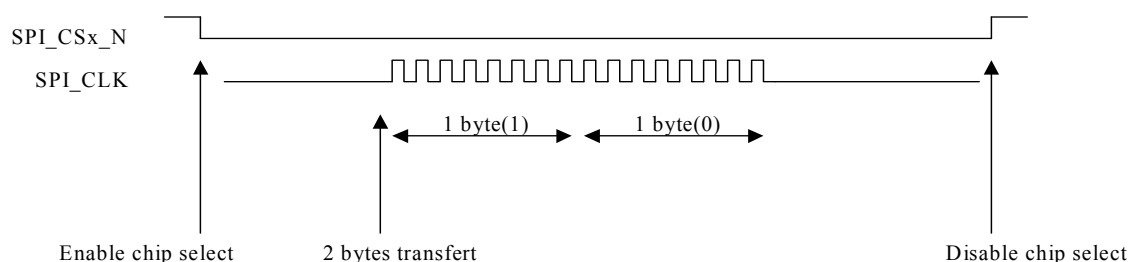 SPI_CSx_N
SPI_CLK
1 byte(1) 1 byte(0)
Enable chip select 2 bytes transfert Disable chip select